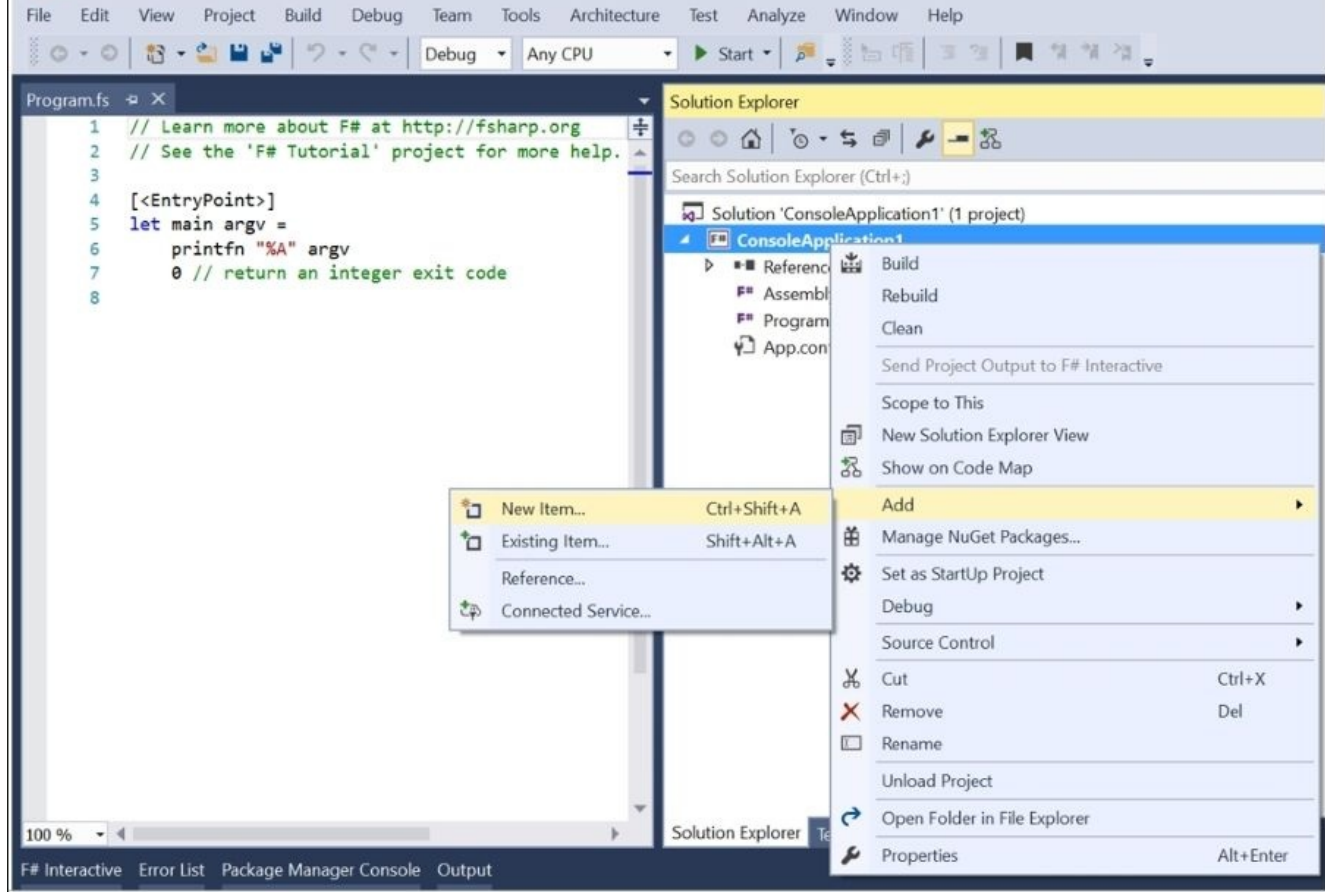 File Edit View Project Build Debug Team Tools Architecture Test Analyze Window Help
Debug Any CPU Start
Program.fs
1 // Learn more about F# at http://fsharp.org
2 // See the 'F# Tutorial' project for more help.
3
4 [<EntryPoint>]
5 let main argv =
6 printfn "%A" argv
7 0 // return an integer exit code
8
100 %
Solution Explorer
Search Solution Explorer (Ctrl+;)
Solution 'ConsoleApplication1' (1 project)
F# ConsoleApplication1
Referenc
F# Assembl
F# Program
App.con
Build
Rebuild
Clean
Send Project Output to F# Interactive
Scope to This
New Solution Explorer View
Show on Code Map
Add
Manage NuGet Packages...
Set as StartUp Project
Debug
Source Control
Cut Ctrl+X
Remove Del
Rename
Unload Project
Open Folder in File Explorer
Properties Alt+Enter
New Item... Ctrl+Shift+A
Existing Item... Shift+Alt+A
Reference...
Connected Service...
Solution Explorer Te
F# Interactive Error List Package Manager Console Output